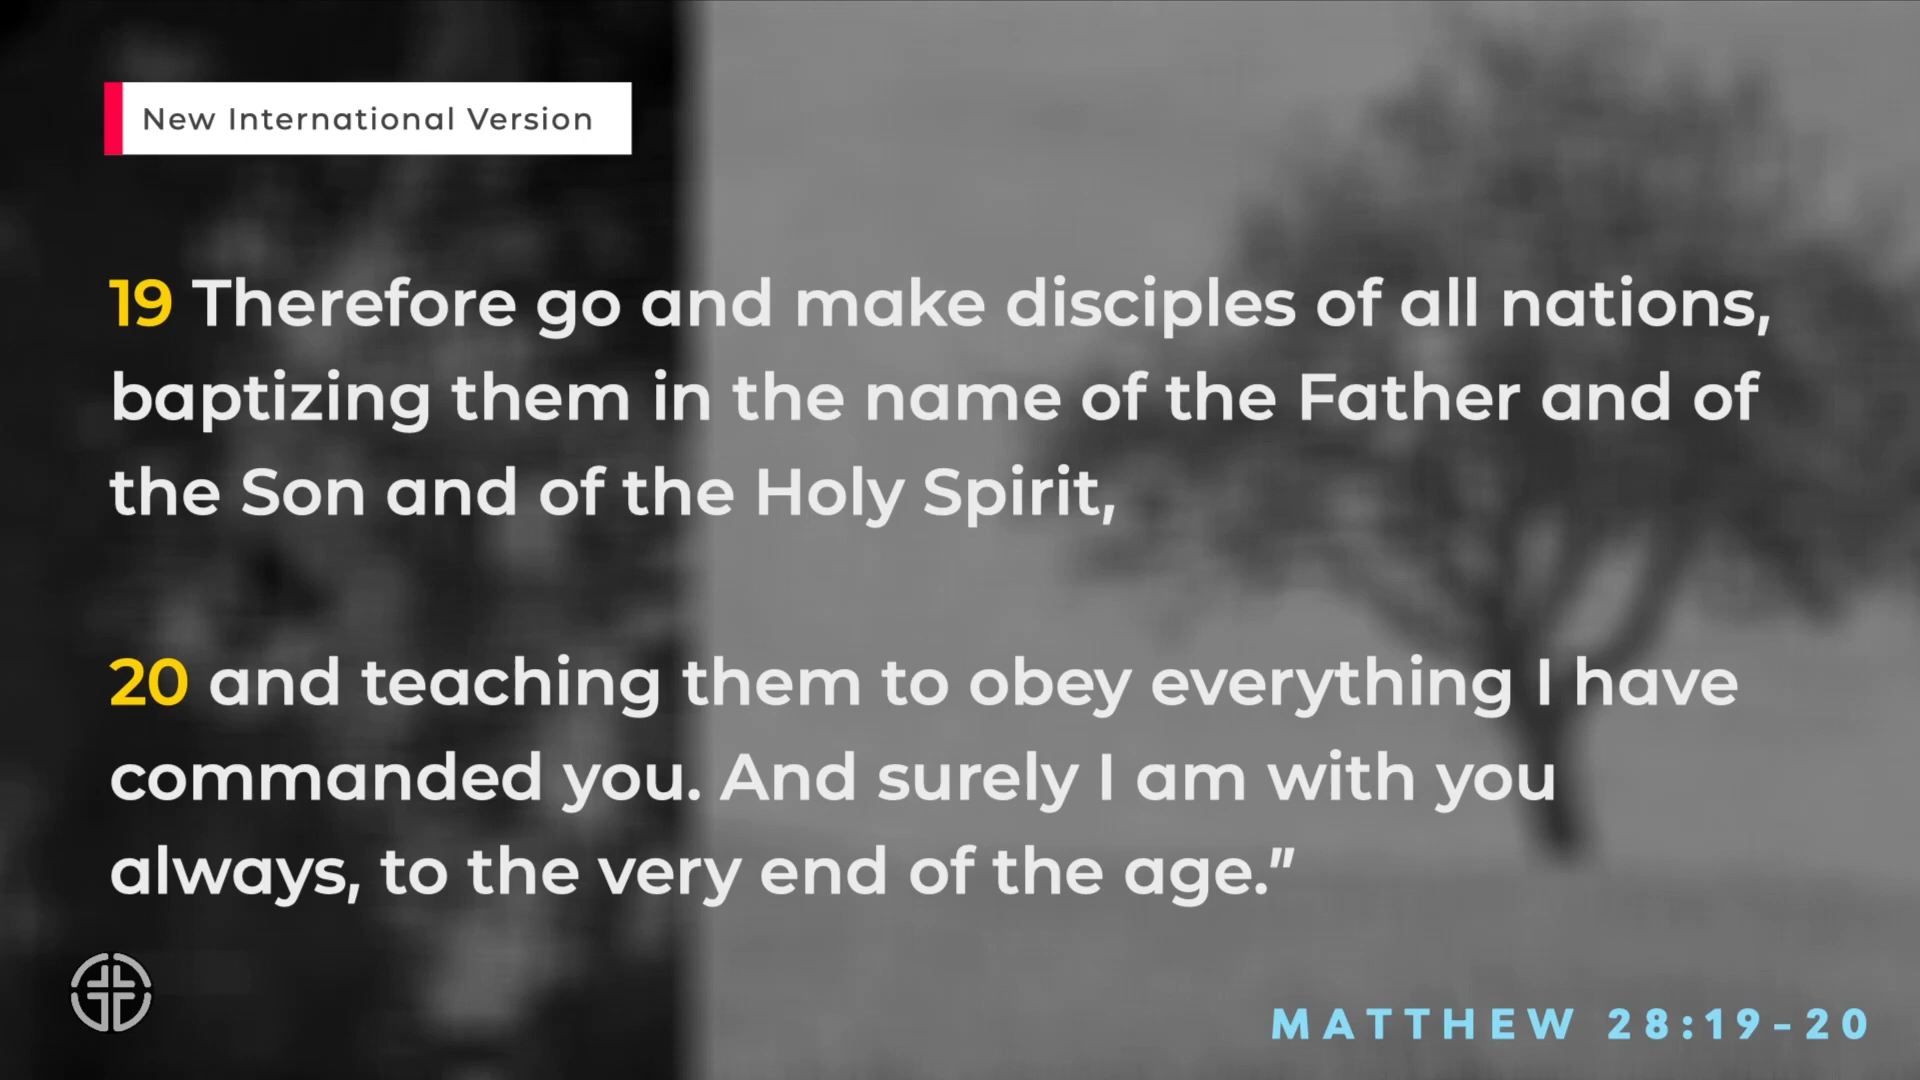 New International Version
19 Therefore go and make disciples of all nations,
baptizing them in the name of the Father and of
the Son and of the Holy Spirit,
20 and teaching them to obey everything I have
commanded you. And surely I am with you
always, to the very end of the age."
MATTHEW 28:19-20